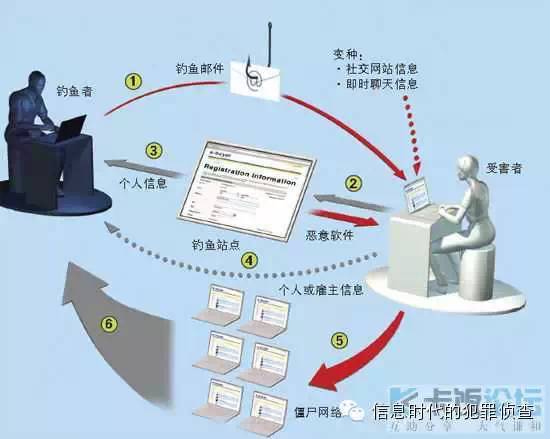 钓鱼邮件
变种:
·社交网站信息
·即时聊天信息
①
钓鱼者
③
Registration Information
②
受害者
个人信息
恶意软件
钓鱼站点
④
个人或雇主信息
⑤
⑥
僵尸网络
卡饭论坛
信息时代的犯罪侦查
互助分享 大气谦和